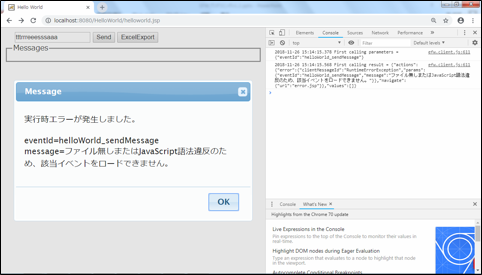 Hello World
localhost:8080/HelloWorld/helloworld.jsp
ttttrrreeesssaaa Send ExcelExport
Messages
Message
実行時エラーが発生しました。
eventId=helloWorld_sendMessage
message=ファイル無しまたはJavaScript語法違反のため、該当イベントをロードできません。
OK
Elements Console Sources Network
top Filter Default levels
2018-11-26 15:14:15.378 First calling parameters = efw.client.js:611
{"eventId":"helloWorld_sendMessage"}
2018-11-26 15:14:15.568 First calling result = {"actions": efw.client.js:611
{"error":{"clientMessageId":"RuntimeErrorException","params":
{"eventId":"helloWorld_sendMessage","message":"ファイル無しまたはJavaScript語法違
反のため、該当イベントをロードできません。"}},"navigate":
{"url":"error.jsp"}},"values":[]}
Console What's New
Highlights from the Chrome 70 update
Live Expressions in the Console
Pin expressions to the top of the Console to monitor their values in
real-time.
Highlight DOM nodes during Eager Evaluation
Type an expression that evaluates to a node to highlight that node
in the viewport.
Autocomplete Conditional Breakpoints